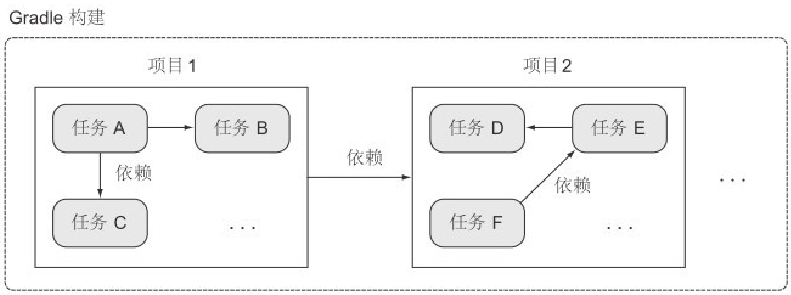 Gradle 构建
项目 1
项目 2
任务 A
任务 B
任务 D
任务 E
依赖
依赖
依赖
...
任务 C
...
任务 F
...